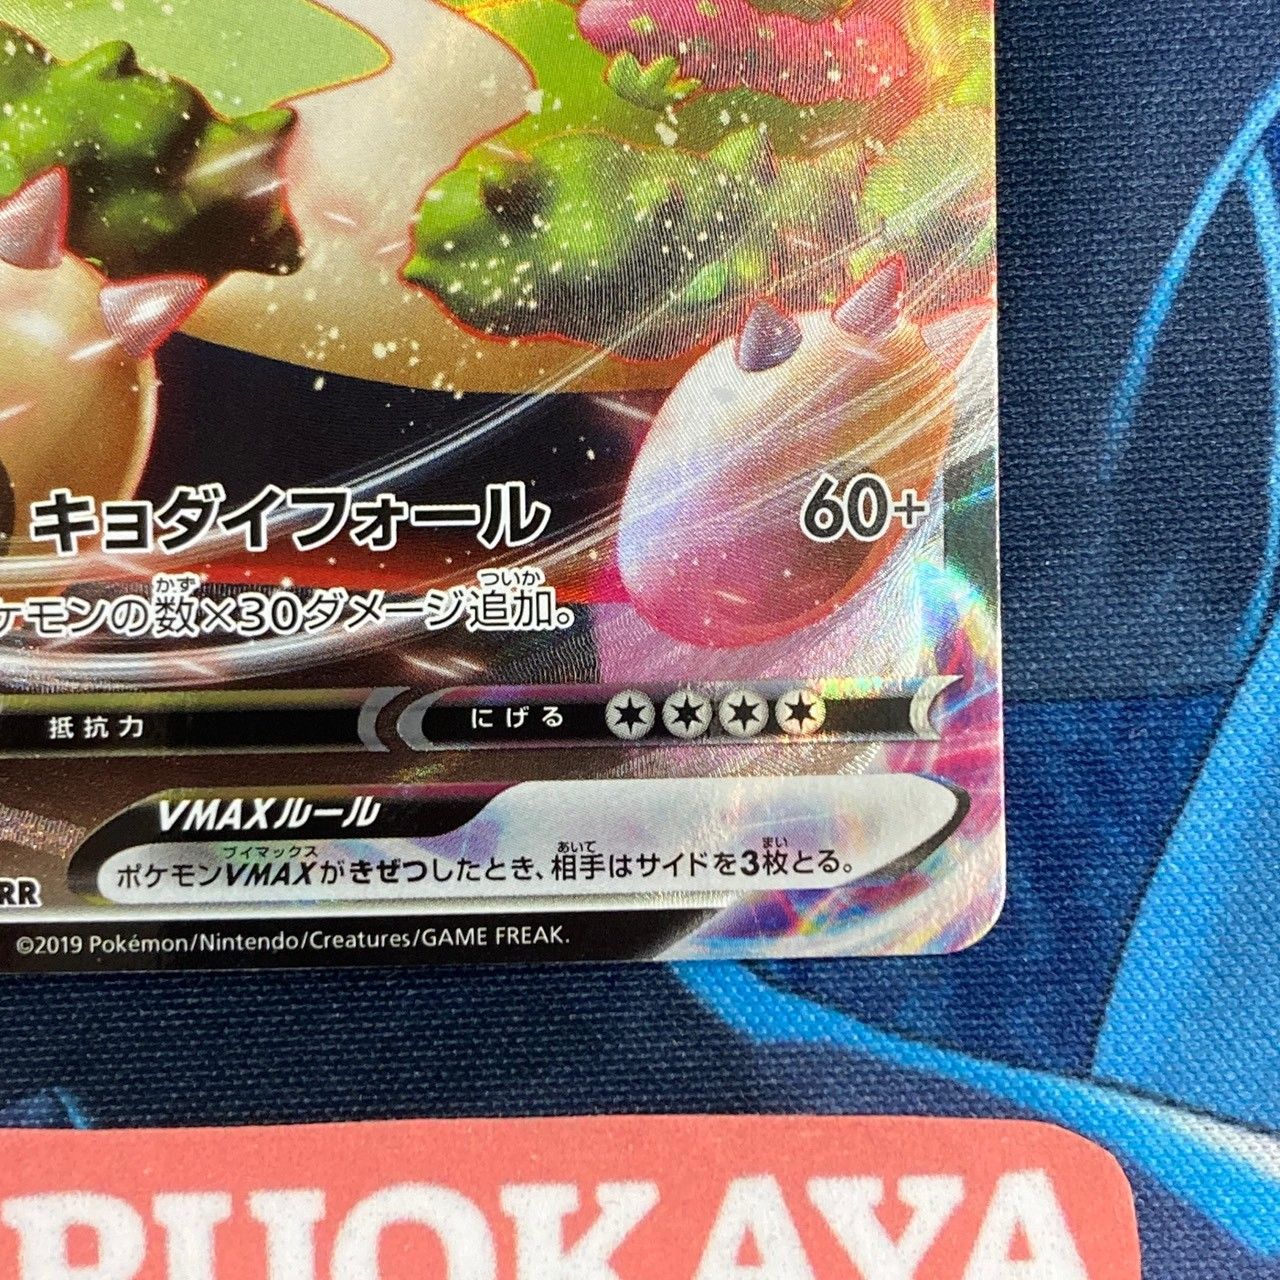 キョダイフォール 60+
ケモンの数×30ダメージ追加。
かず ついか
抵抗力 にげる
VMAXルール
ブイマックス あいて まい
ポケモンVMAXがきぜつしたとき、相手はサイドを3枚とる。
RR
©2019 Pokémon/Nintendo/Creatures/GAME FREAK.